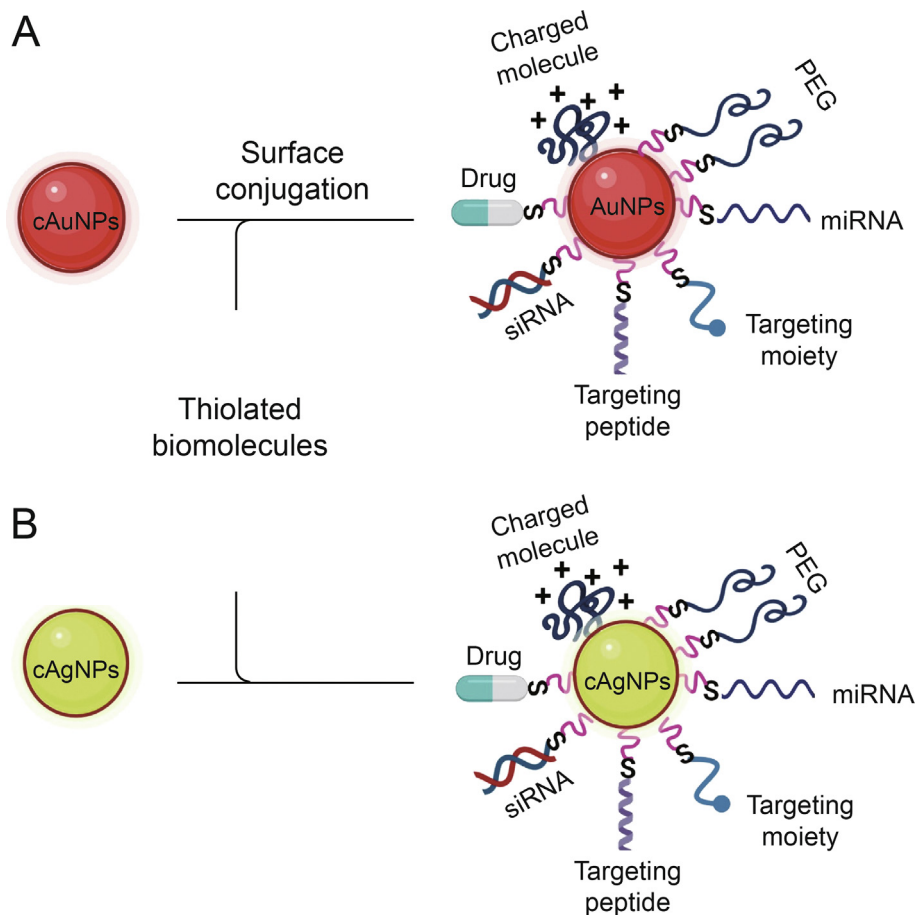 A
Charged
molecule
+ + + + +
PEG
Surface
conjugation
Drug
cAuNPs
AuNPs
S
S
S
S
miRNA
S
S
S
siRNA
Targeting
moiety
Targeting
peptide
Thiolated
biomolecules
B
Charged
molecule
+ + + + +
PEG
Drug
cAgNPs
cAgNPs
S
S
S
S
miRNA
S
S
S
siRNA
Targeting
moiety
Targeting
peptide